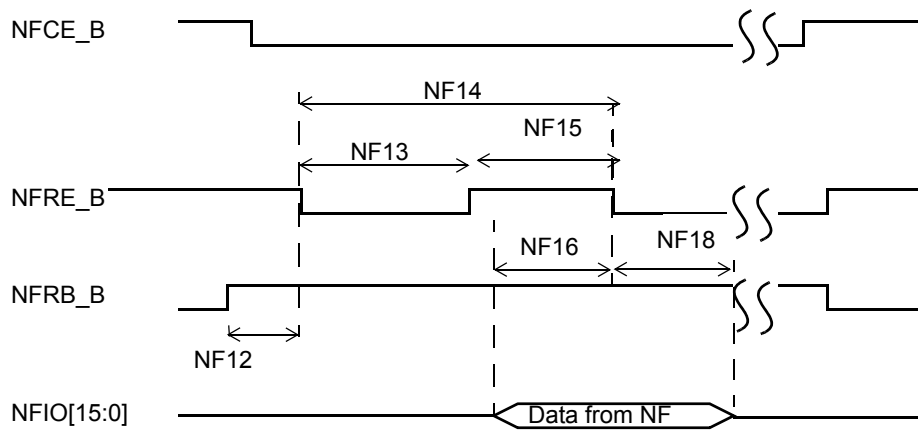 NFCE_B
NF14
NF15
NF13
NFRE_B
NF16
NF18
NFRB_B
NF12
NFIO[15:0]
Data from NF